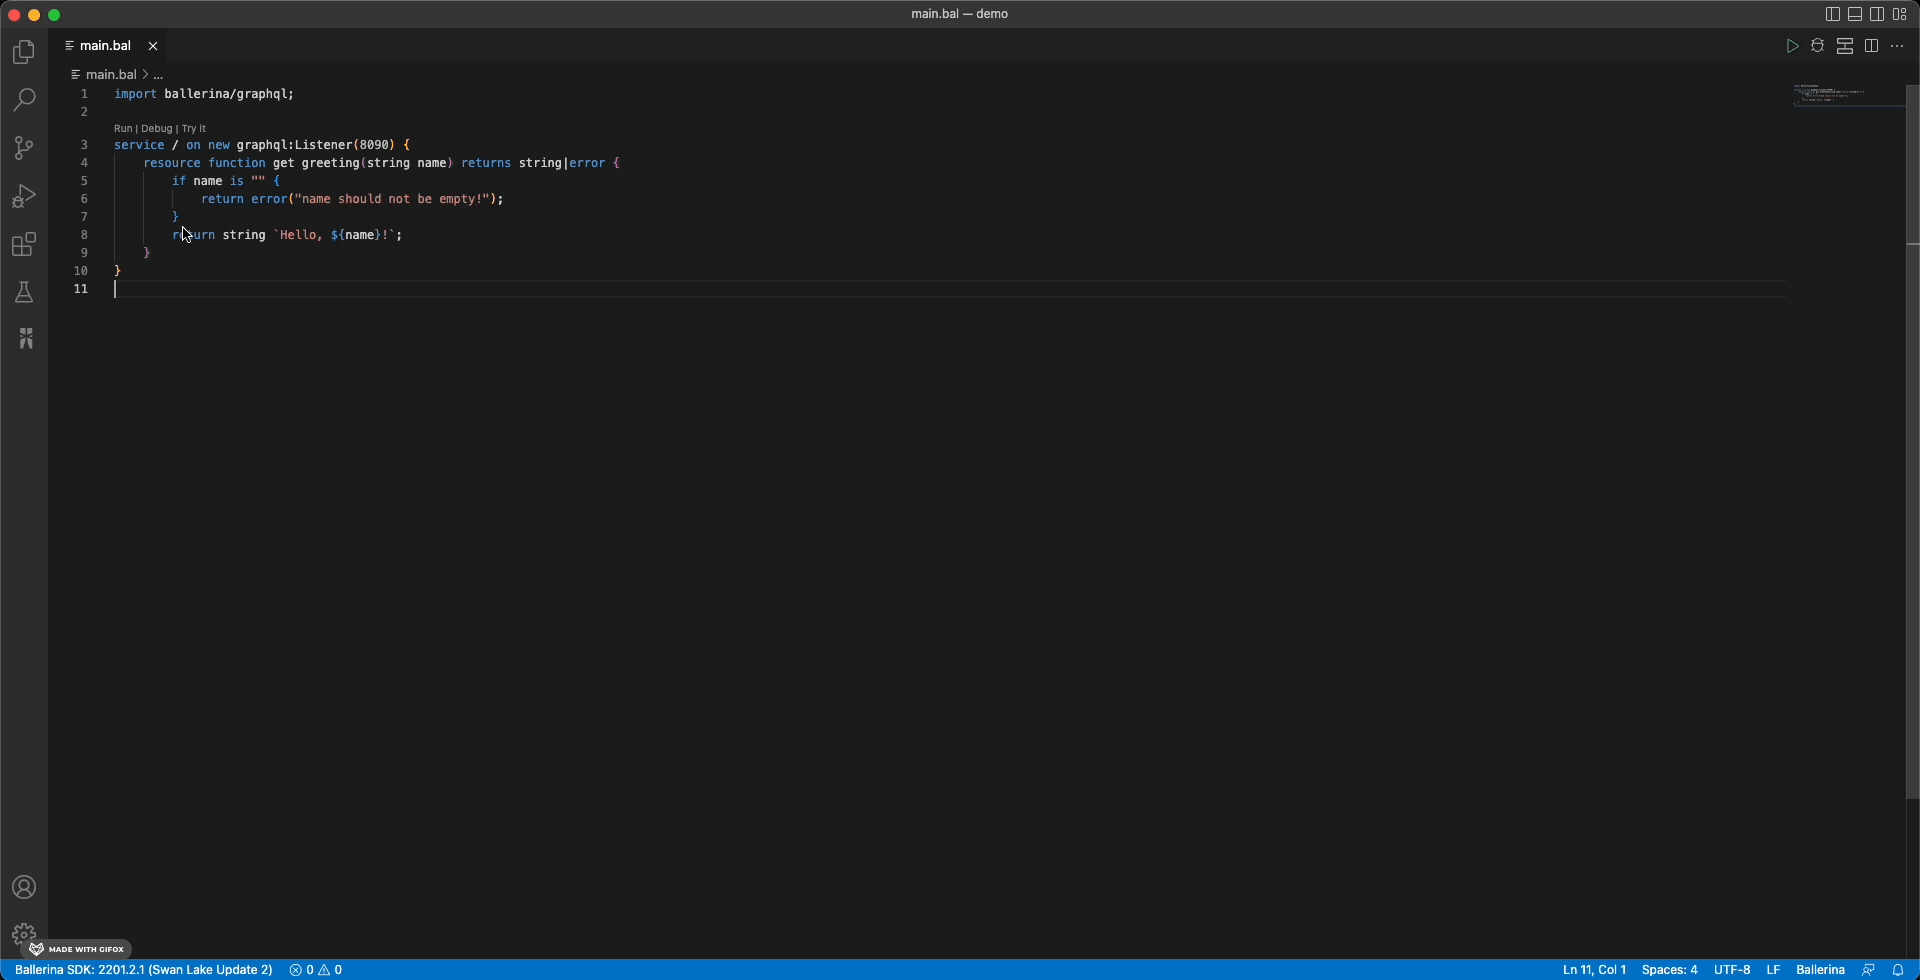 main.bal — demo
main.bal
main.bal > ...
1 import ballerina/graphql;
2
Run | Debug | Try it
3 service / on new graphql:Listener(8090) {
4 resource function get greeting(string name) returns string|error {
5 if name is "" {
6 return error("name should not be empty!");
7 }
8 return string `Hello, ${name}!`;
9 }
10 }
11
MADE WITH GIFOX
Ballerina SDK: 2201.2.1 (Swan Lake Update 2) 0 0 Ln 11, Col 1 Spaces: 4 UTF-8 LF Ballerina